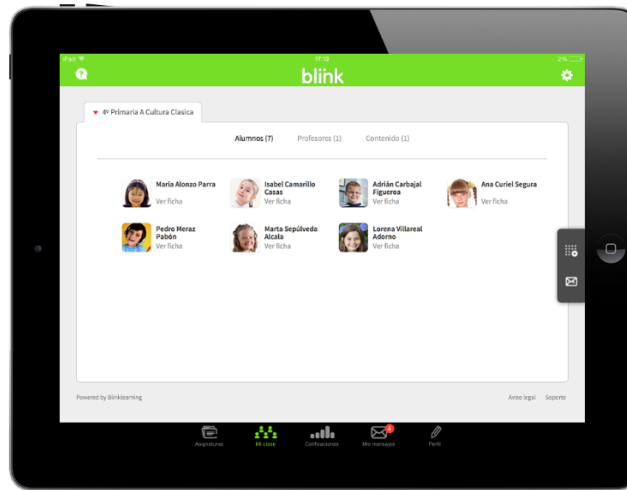 iPad
17:13
2%
blink
4º Primaria A Cultura Clasica
Alumnos (7)
Profesores (1)
Contenido (1)
María Alonzo Parra
Ver ficha
Isabel Camarillo
Casas
Ver ficha
Adrián Carbajal
Figueroa
Ver ficha
Ana Curiel Segura
Ver ficha
Pedro Meraz
Pabón
Ver ficha
Marta Sepúlveda
Alcala
Ver ficha
Lorena Villareal
Adorno
Ver ficha
Powered by Blinklearning
Aviso legal
Soporte
Asignaturas
Mi clase
Calificaciones
Mis mensajes
4
Perfil